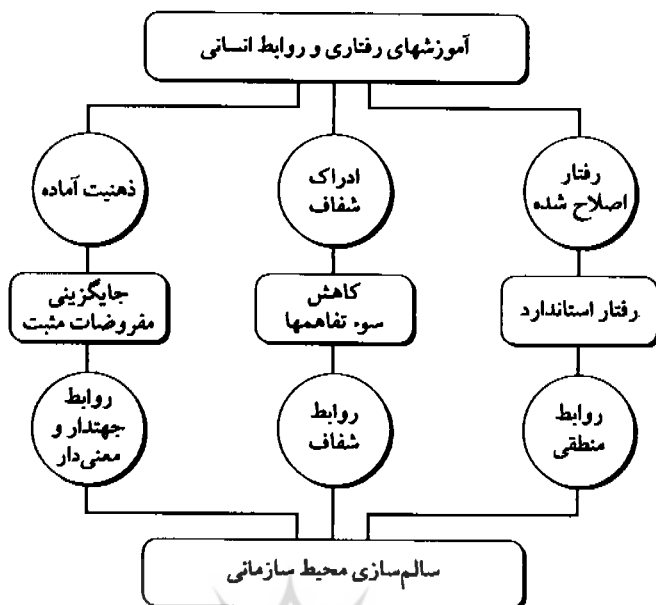 آموزشهای رفتاری و روابط انسانی
رفتار
اصلاح شده
ادراک
شفاف
ذهنیت آماده
رفتار استاندارد
کاهش
سوء تفاهمها
جایگزینی
مفروضات مثبت
روابط
منطقی
روابط
شفاف
روابط
جهتدار و
معنی‌دار
سالم‌سازی محیط سازمانی